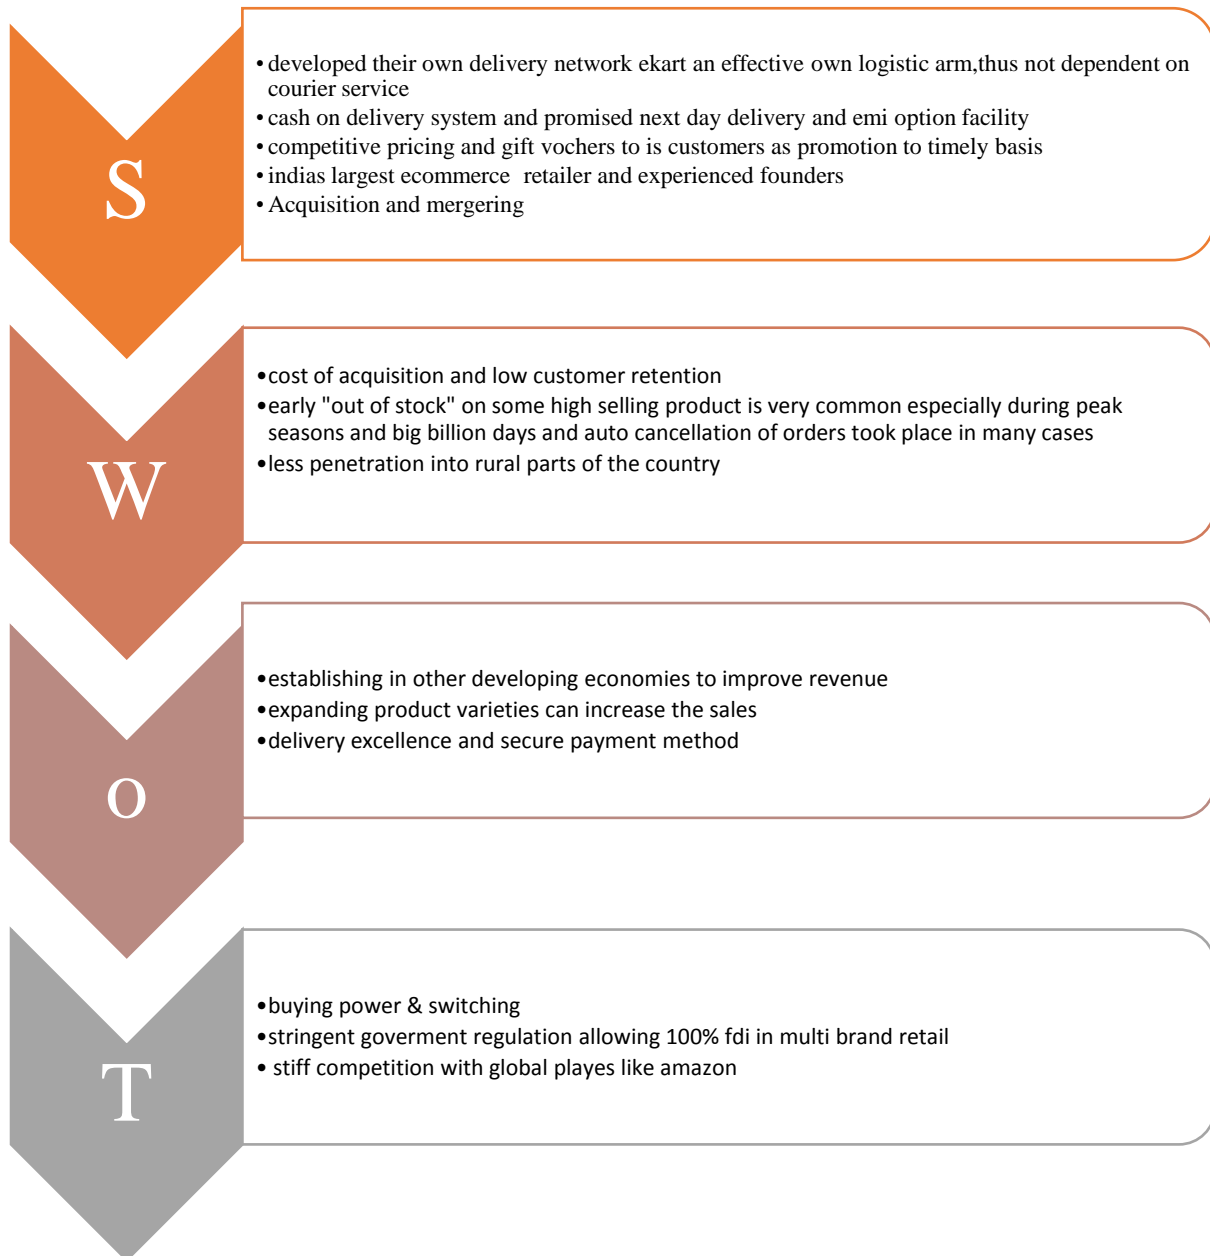 S
• developed their own delivery network ekart an effective own logistic arm,thus not dependent on
courier service
• cash on delivery system and promised next day delivery and emi option facility
• competitive pricing and gift vochers to is customers as promotion to timely basis
• indias largest ecommerce retailer and experienced founders
• Acquisition and mergering
W
•cost of acquisition and low customer retention
•early "out of stock" on some high selling product is very common especially during peak
seasons and big billion days and auto cancellation of orders took place in many cases
•less penetration into rural parts of the country
o
•establishing in other developing economies to improve revenue
•expanding product varieties can increase the sales
•delivery excellence and secure payment method
T
•buying power & switching
•stringent goverment regulation allowing 100% fdi in multi brand retail
• stiff competition with global playes like amazon